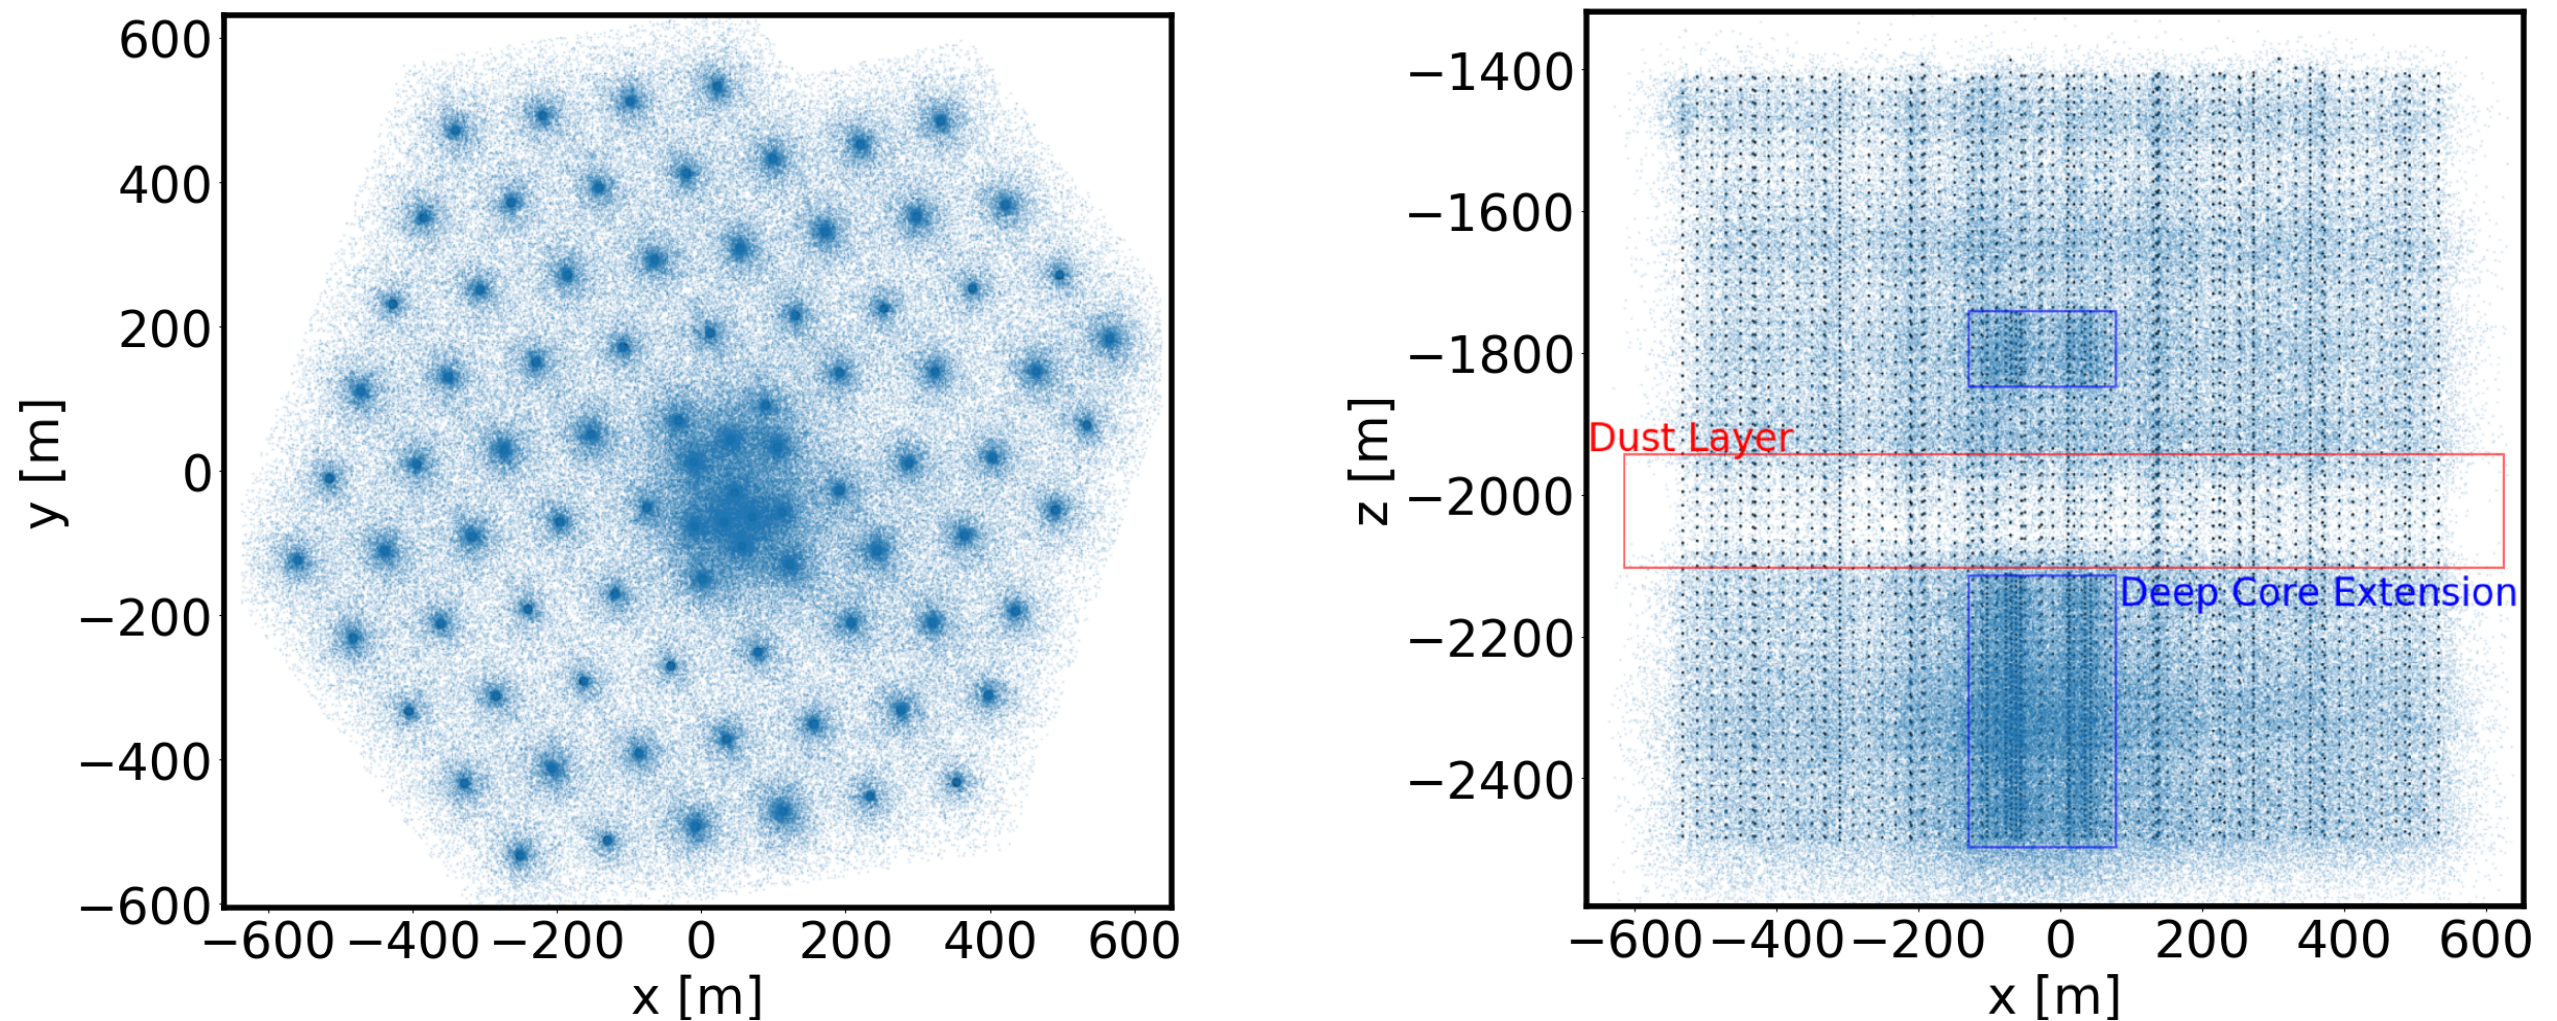 600
400
200
0
−200
−400
−600
y [m]
−600 −400 −200 0 200 400 600
x [m]
−1400
−1600
−1800
−2000
−2200
−2400
z [m]
Dust Layer
Deep Core Extension
−600 −400 −200 0 200 400 600
x [m]